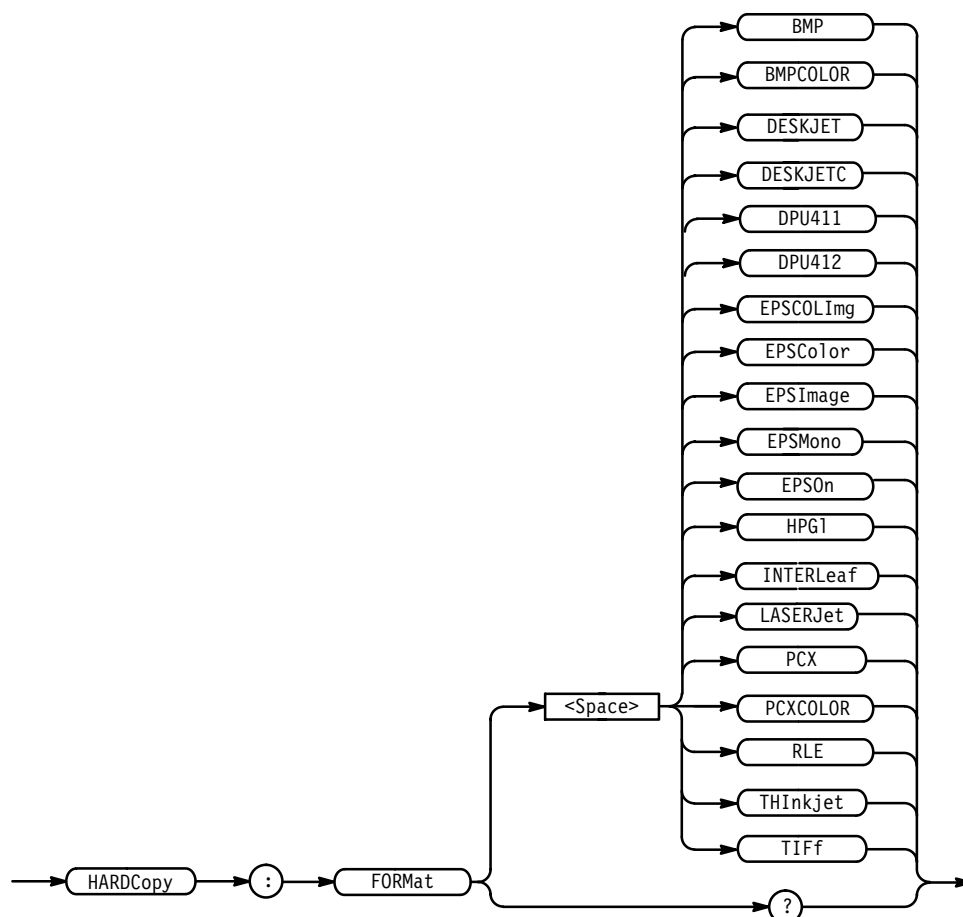 BMP
BMPCOLOR
DESKJET
DESKJETC
DPU411
DPU412
EPSCOLImg
EPSColor
EPSImage
EPSMono
EPSOn
HPGl
INTERLeaf
LASERJet
PCX
<Space>
PCXCOLOR
RLE
THInkjet
TIFf
HARDCopy
:
FORMat
?